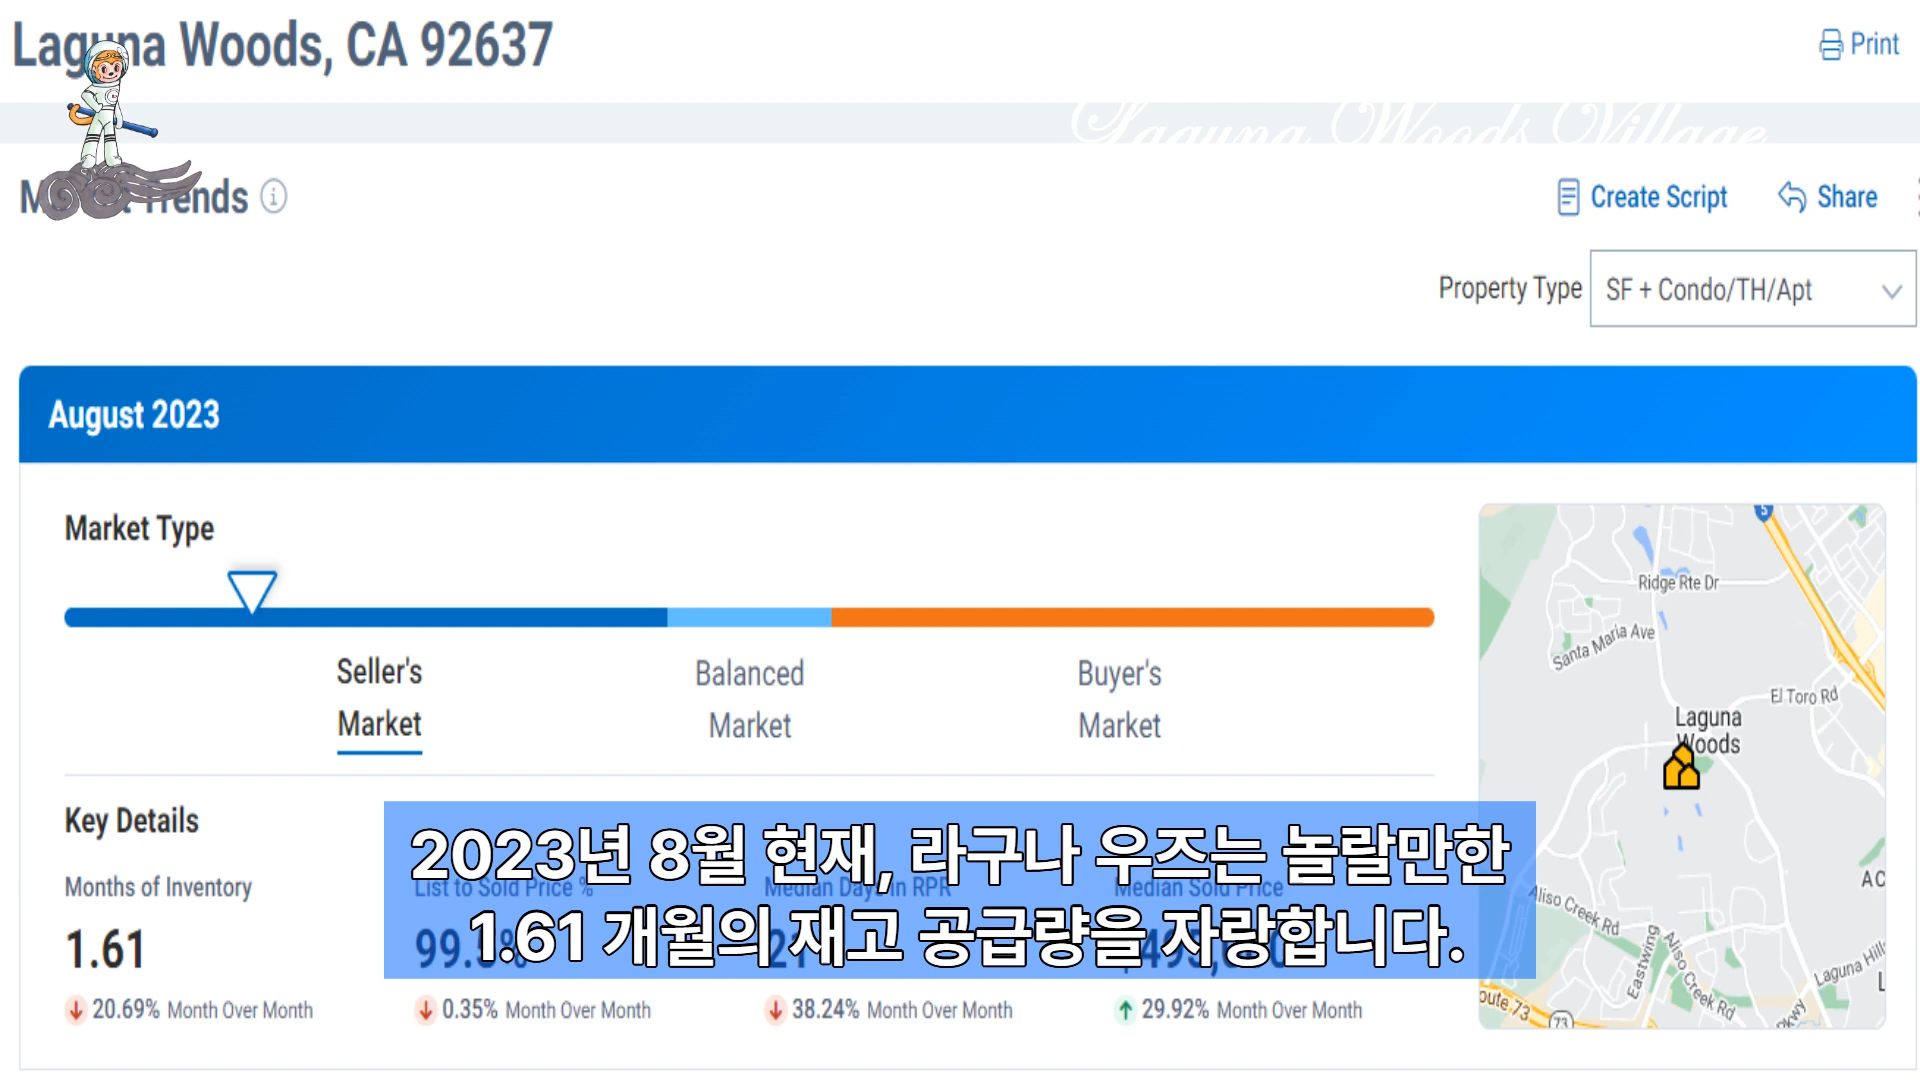 Laguna Woods, CA 92637
Print
Laguna Woods Village
Trends
Create Script
Share
Property Type
SF + Condo/TH/Apt
August 2023
Market Type
Seller's
Market
Balanced
Market
Buyer's
Market
Key Details
Months of Inventory
List to Sold Price %
Median Days in RPR
Median Sold Price
1.61
20.69% Month Over Month
0.35% Month Over Month
38.24% Month Over Month
29.92% Month Over Month
2023년 8월 현재, 라구나 우즈는 놀랄만한
1.61 개월의 재고 공급량을 자랑합니다.
5
Ridge Rte Dr
Santa Maria Ave
El Toro Rd
Laguna
Woods
AC
Aliso Creek Rd
Eastwing
Aliso Creek Rd
Laguna Hill
oute 73
73
Pkwy